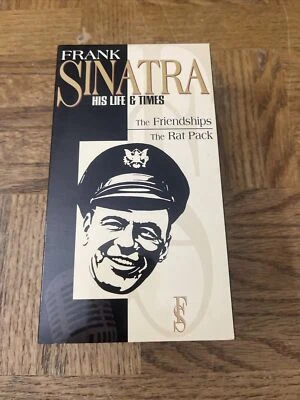 FRANK
SINATRA
HIS LIFE & TIMES
The Friendships
The Rat Pack
FS